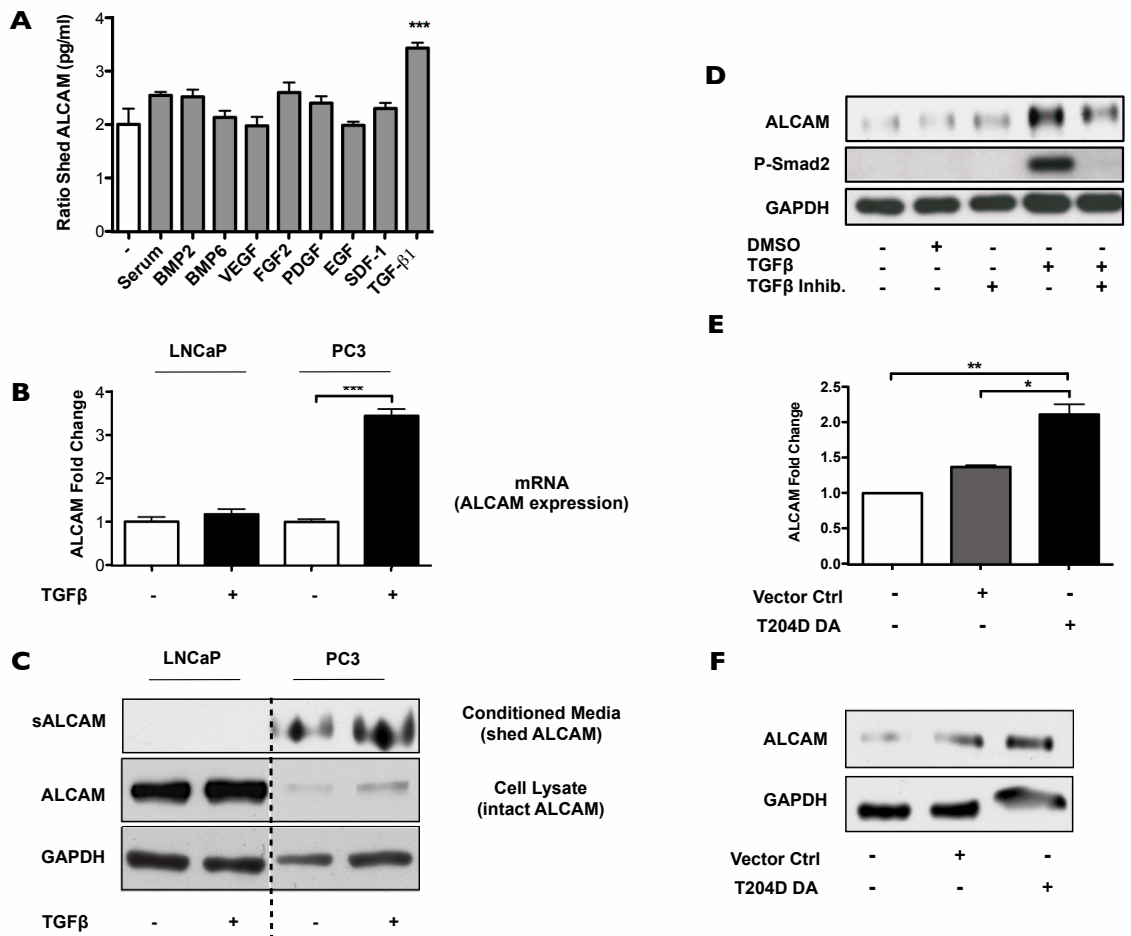 A
Ratio Shed ALCAM (pg/ml)
4
3
2
1
0
***
-
Serum
BMP2
BMP6
VEGF
FGF2
PDGF
EGF
SDF-1
TGF-β1
B
LNCaP
PC3
ALCAM Fold Change
4
3
2
1
0
***
TGFβ - + - +
mRNA
(ALCAM expression)
C
LNCaP
PC3
sALCAM
ALCAM
GAPDH
TGFβ - + - +
Conditioned Media
(shed ALCAM)
Cell Lysate
(intact ALCAM)
D
ALCAM
P-Smad2
GAPDH
DMSO - + - - -
TGFβ - - - + +
TGFβ Inhib. - - + - +
E
ALCAM Fold Change
2.5
2.0
1.5
1.0
0.5
0.0
**
*
Vector Ctrl - + -
T204D DA - - +
F
ALCAM
GAPDH
Vector Ctrl - + -
T204D DA - - +